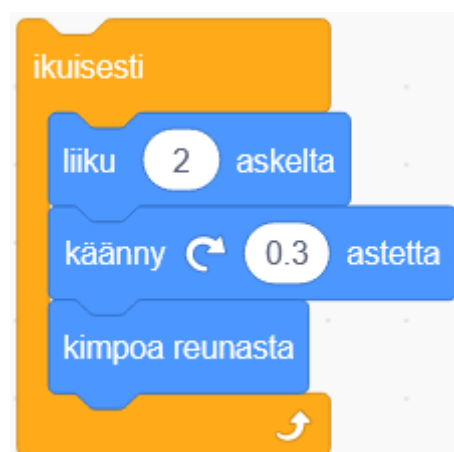 ikuisesti
liiku 2 askelta
käänny 0.3 astetta
kimpoa reunasta